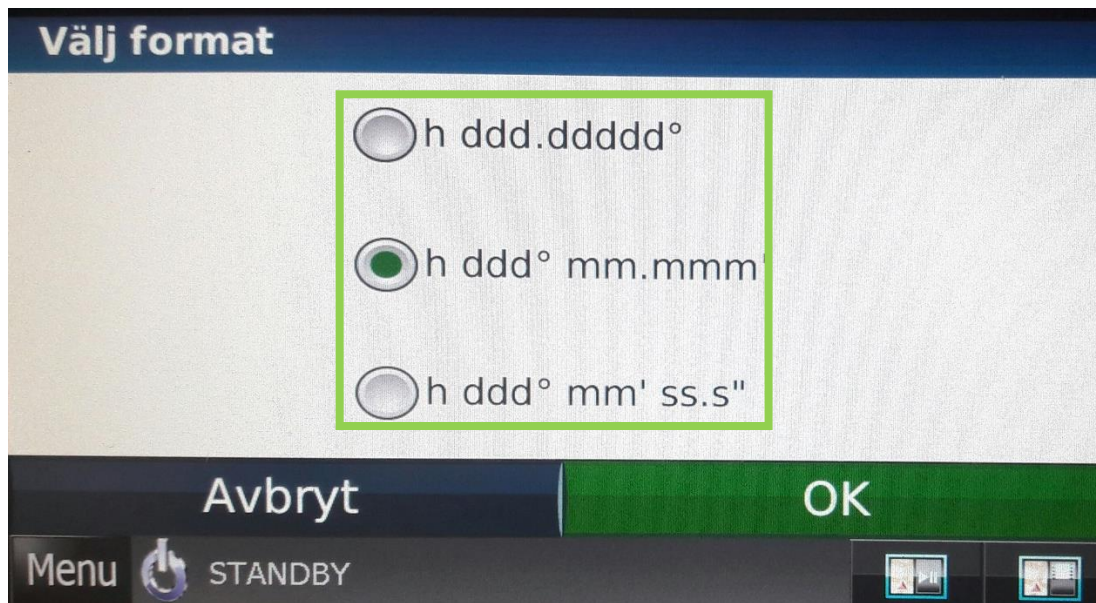 Välj format
h ddd.ddddd°
h ddd° mm.mmm'
h ddd° mm' ss.s"
Avbryt
OK
Menu STANDBY